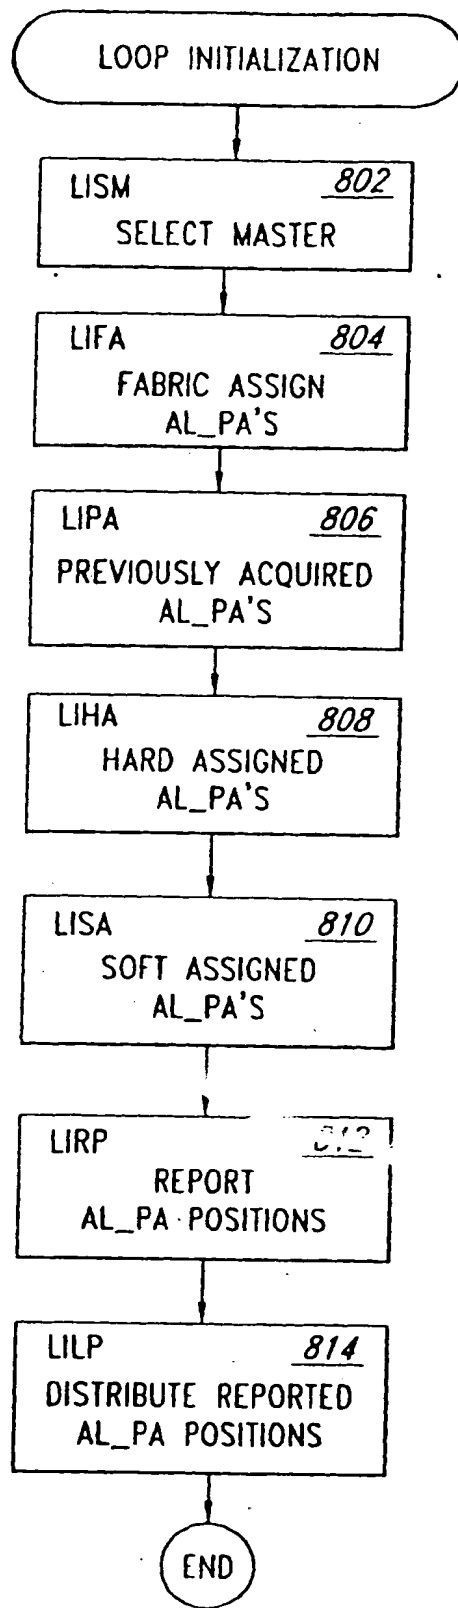 LOOP INITIALIZATION
LISM 802
SELECT MASTER
LIFA 804
FABRIC ASSIGN
AL_PA'S
LIPA 806
PREVIOUSLY ACQUIRED
AL_PA'S
LIHA 808
HARD ASSIGNED
AL_PA'S
LISA 810
SOFT ASSIGNED
AL_PA'S
LIRP 812
REPORT
AL_PA POSITIONS
LILP 814
DISTRIBUTE REPORTED
AL_PA POSITIONS
END